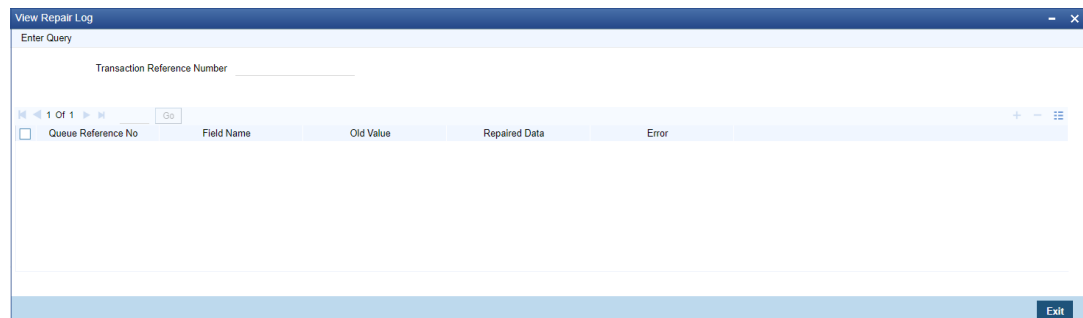 View Repair Log
Enter Query
Transaction Reference Number
1 Of 1 Go
Queue Reference No Field Name Old Value Repaired Data Error
Exit